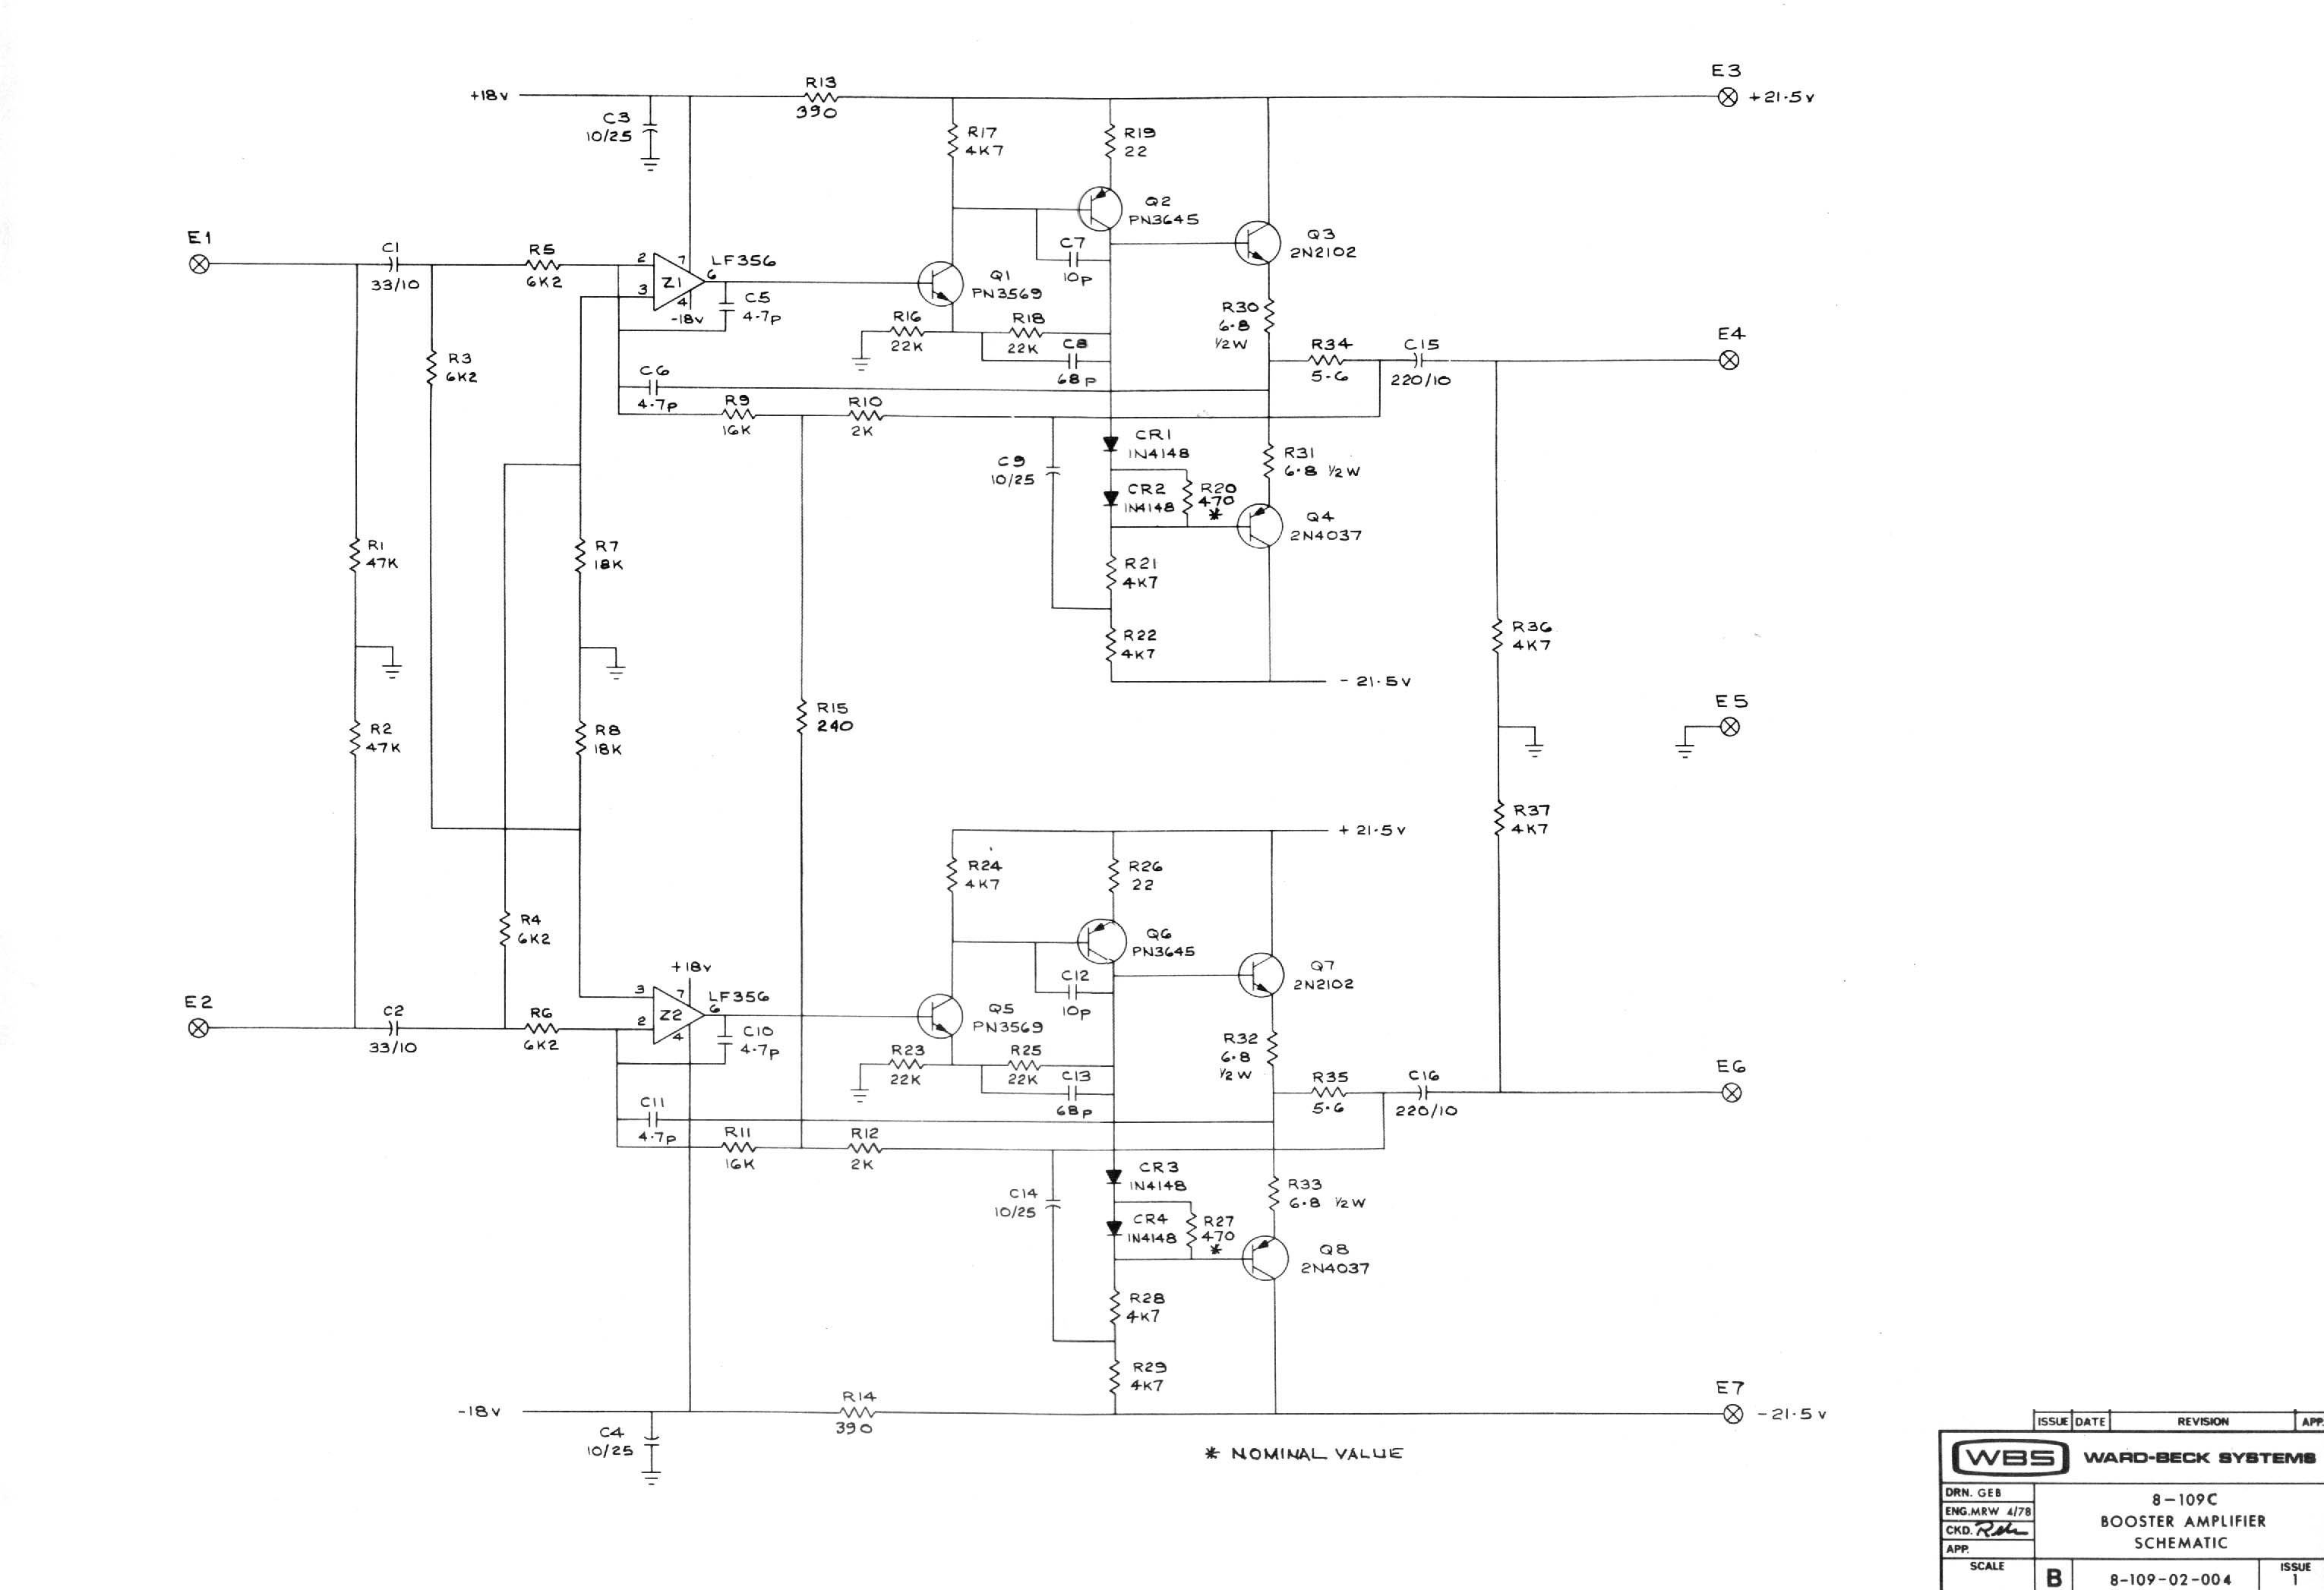 E3
R13
+18v
+21.5v
390
C3
10/25
R17
4K7
R19
22
Q2
PN3645
E1
C1
33/10
R5
6K2
2
7
LF356
6
Z1
3
4
-18v
C5
4.7p
C7
10p
Q3
2N2102
Q1
PN3569
R16
22K
R18
22K
C8
68p
R30
6.8
½W
R34
5.6
C15
220/10
E4
R3
6K2
C6
4.7p
R9
16K
R10
2K
CR1
1N4148
C9
10/25
R31
6.8 ½W
CR2
1N4148
R20
470
*
Q4
2N4037
R1
47K
R7
18K
R21
4K7
R22
4K7
R36
4K7
- 21.5v
R2
47K
R8
18K
R15
240
E5
R37
4K7
+ 21.5v
R24
4K7
R26
22
R4
6K2
Q6
PN3645
+18v
C12
10p
Q7
2N2102
E2
C2
33/10
R6
6K2
3
7
LF356
6
Z2
2
4
C10
4.7p
Q5
PN3569
R23
22K
R25
22K
C13
68p
R32
6.8
½W
R35
5.6
C16
220/10
E6
C11
4.7p
R11
16K
R12
2K
CR3
1N4148
C14
10/25
R33
6.8 ½W
CR4
1N4148
R27
470
*
Q8
2N4037
R28
4K7
R29
4K7
E7
-18v
R14
390
-21.5v
C4
10/25
* NOMINAL VALUE
ISSUE DATE REVISION APP.
WBS WARD-BECK SYSTEMS
DRN. GEB
ENG. MRW 4/78
CKD.
APP.
8-109C
BOOSTER AMPLIFIER
SCHEMATIC
SCALE
B
8-109-02-004
ISSUE
1